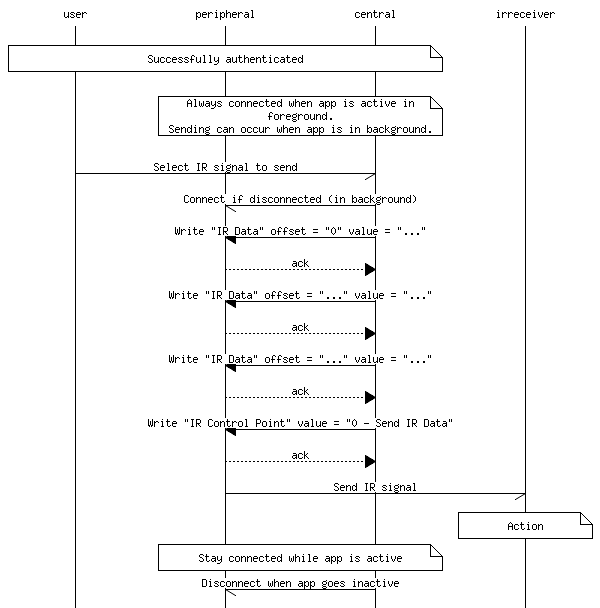 user peripheral central irreceiver
Successfully authenticated
Always connected when app is active in
foreground.
Sending can occur when app is in background.
Select IR signal to send
Connect if disconnected (in background)
Write "IR Data" offset = "0" value = "..."
ack
Write "IR Data" offset = "..." value = "..."
ack
Write "IR Data" offset = "..." value = "..."
ack
Write "IR Control Point" value = "0 - Send IR Data"
ack
Send IR signal
Action
Stay connected while app is active
Disconnect when app goes inactive